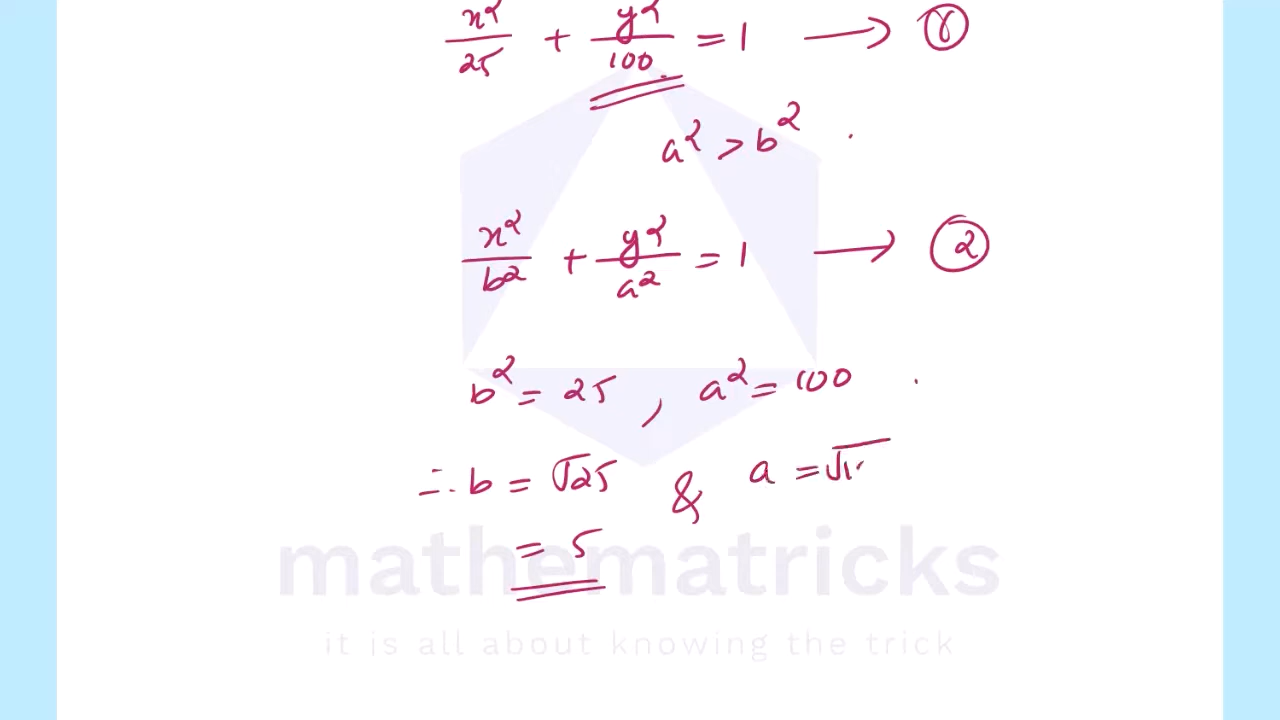 x²/25 + y²/100 = 1 → ①
a² > b²
x²/b² + y²/a² = 1 → ②
b² = 25 , a² = 100
∴ b = √25 & a = √1
= 5
mathematricks
it is all about knowing the trick